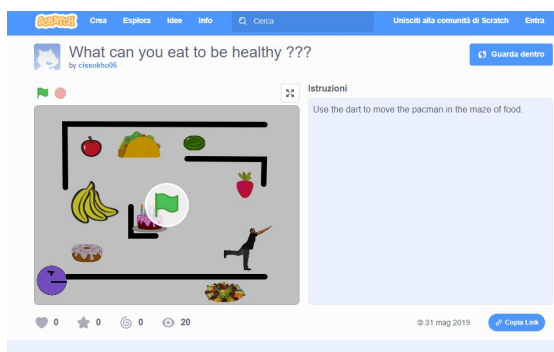 SCRATCH Crea Esplora Idee Info Cerca Unisciti alla comunità di Scratch Entra
What can you eat to be healthy ???
by cissokho06
Guarda dentro
Istruzioni
Use the dart to move the pacman in the maze of food.
0 0 0 20
© 31 mag 2019
Copia Link